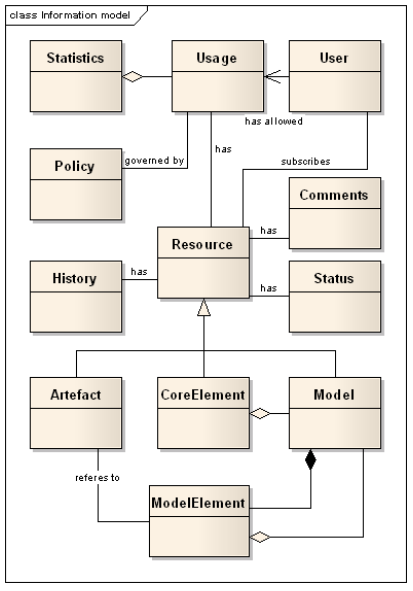 class Information model
Statistics
Usage
User
has allowed
has
governed by
subscribes
Policy
Comments
has
Resource
has
History
has
Status
Artefact
CoreElement
Model
referes to
ModelElement